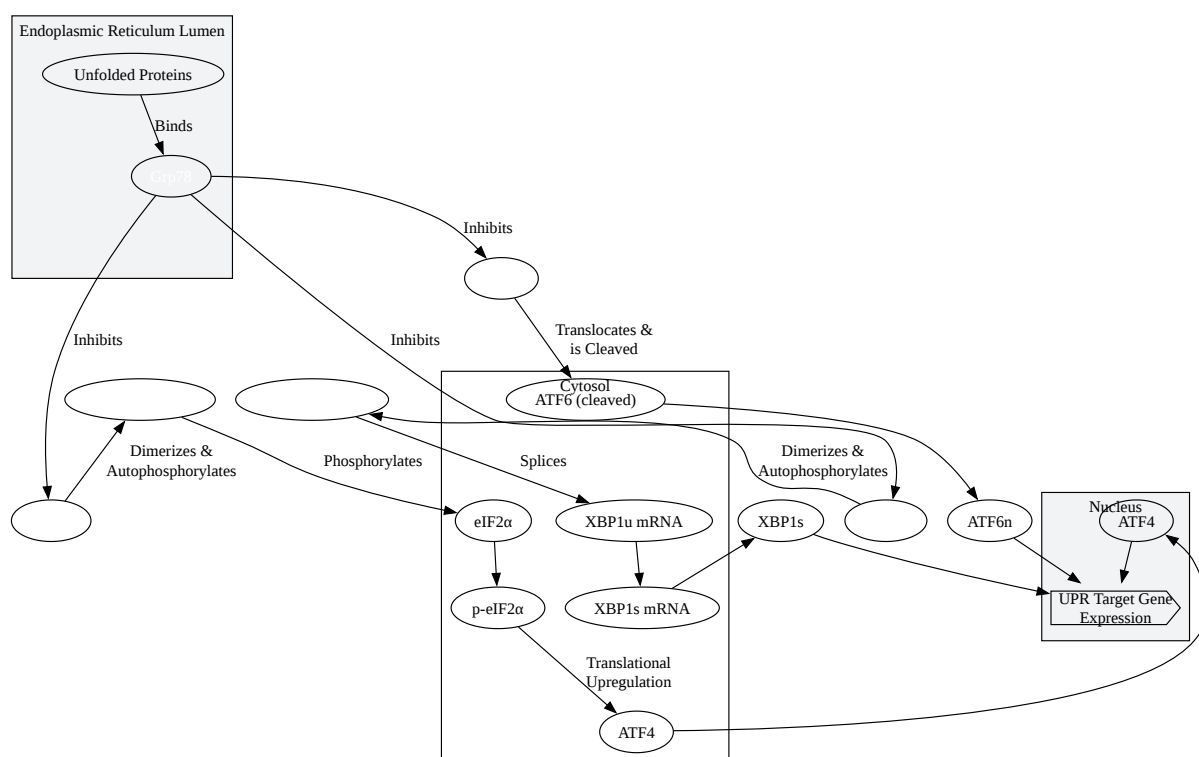 Endoplasmic Reticulum Lumen
Unfolded Proteins
Binds
Grp78
Inhibits
Inhibits
Inhibits
Translocates &
is Cleaved
Cytosol
ATF6 (cleaved)
Dimerizes &
Autophosphorylates
Phosphorylates
Splices
Dimerizes &
Autophosphorylates
eIF2α
XBP1u mRNA
XBP1s
ATF6n
Nucleus
ATF4
p-eIF2α
XBP1s mRNA
UPR Target Gene
Expression
Translational
Upregulation
ATF4